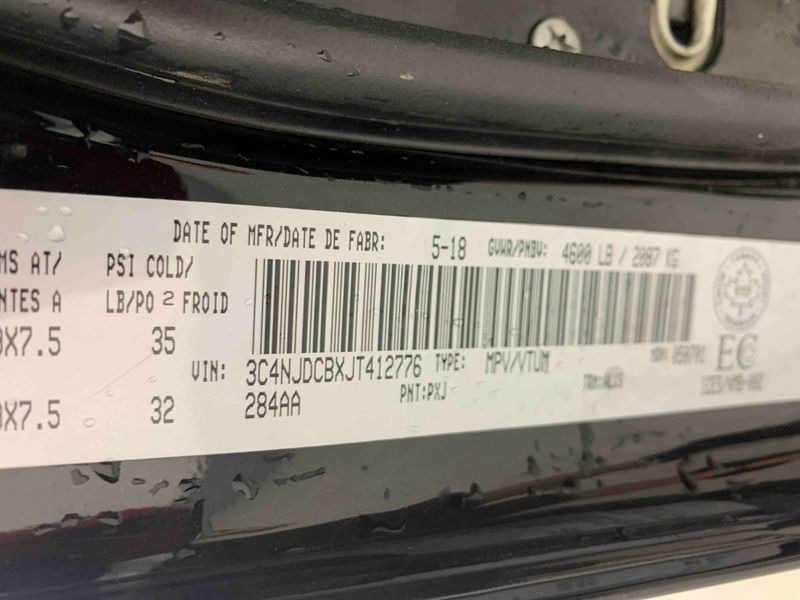 DATE OF MFR/DATE DE FABR: 5-18 GVWR/PNBV: 4600 LB / 2087 KG
MS AT/ PSI COLD/
NTES A LB/PO 2 FROID
X7.5 35
VIN: 3C4NJDCBXJT412776 TYPE: MPV/VTUM
X7.5 32 284AA PNT:PXJ
EC